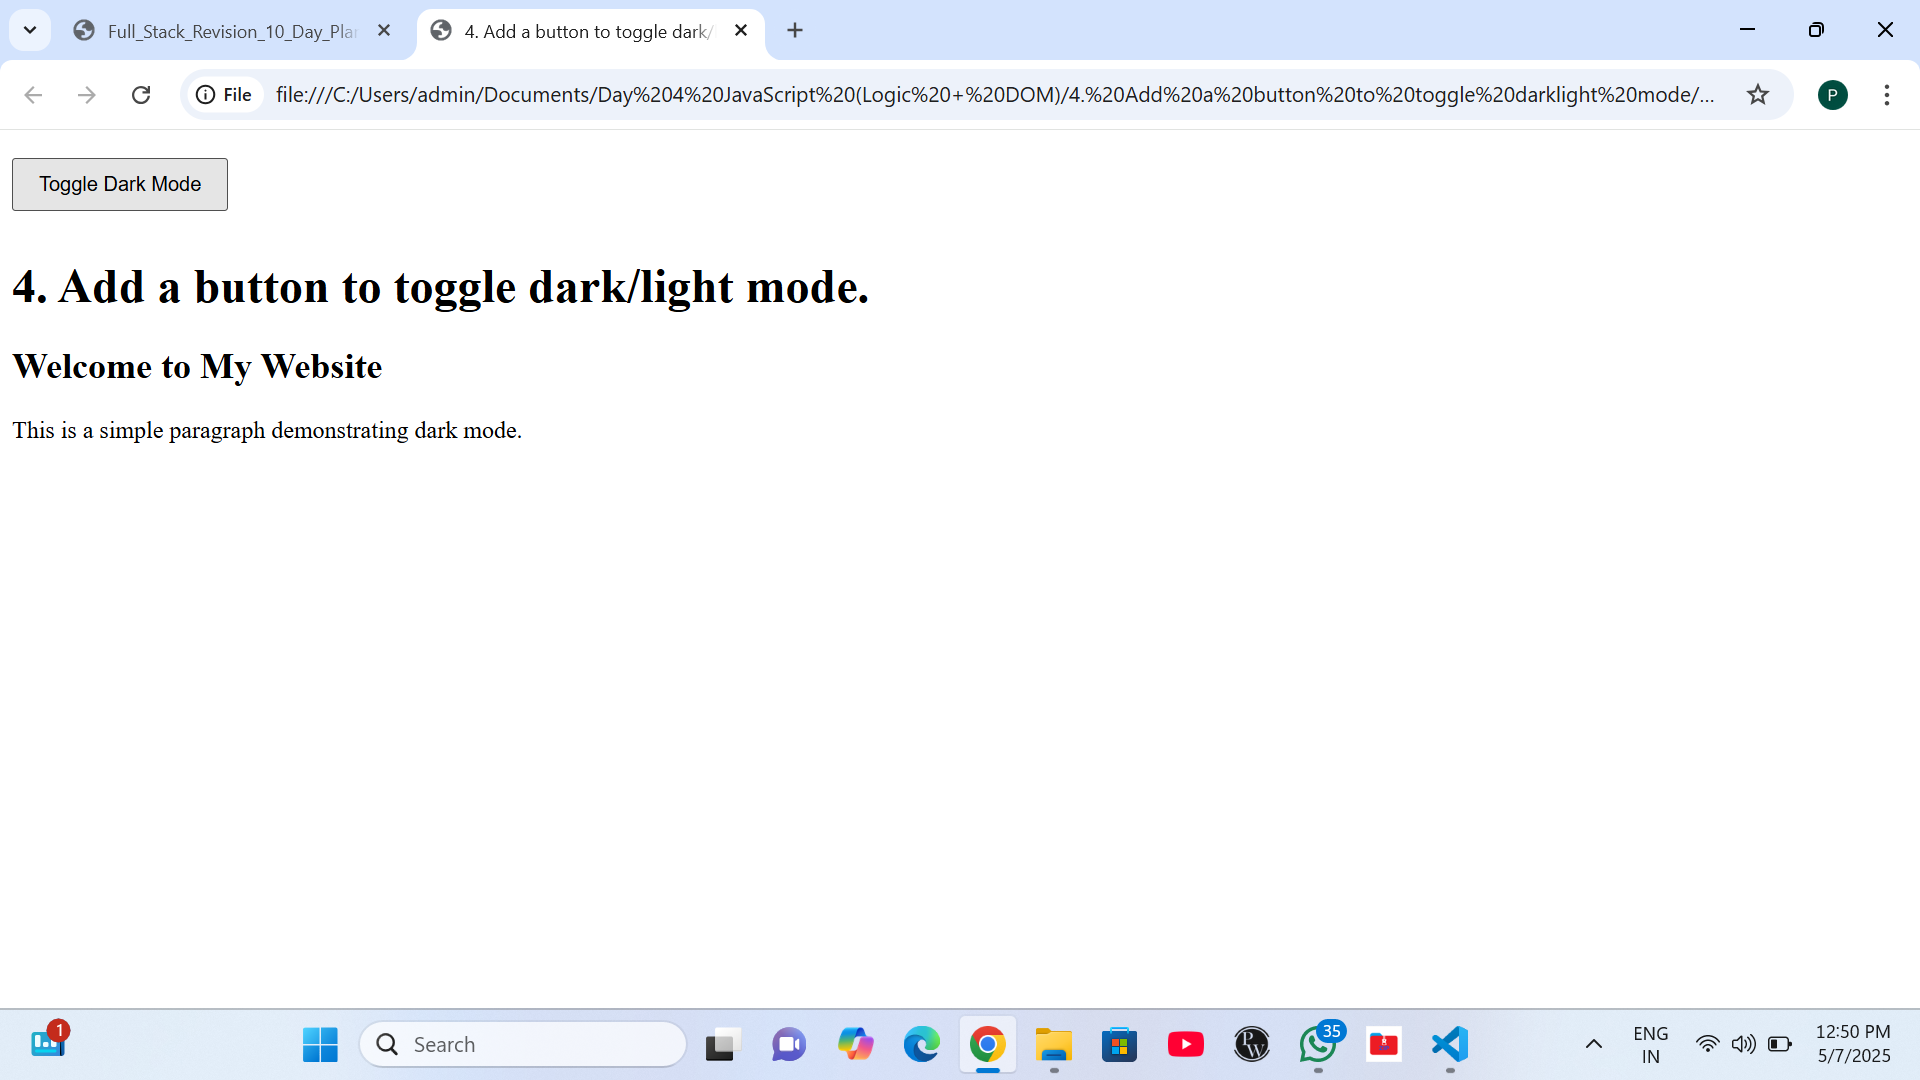 Full_Stack_Revision_10_Day_Pla
4. Add a button to toggle dark/
File
file:///C:/Users/admin/Documents/Day%204%20JavaScript%20(Logic%20+%20DOM)/4.%20Add%20a%20button%20to%20toggle%20darklight%20mode/...
P
Toggle Dark Mode
4. Add a button to toggle dark/light mode.
Welcome to My Website
This is a simple paragraph demonstrating dark mode.
1
Search
PW
35
ENG
IN
12:50 PM
5/7/2025